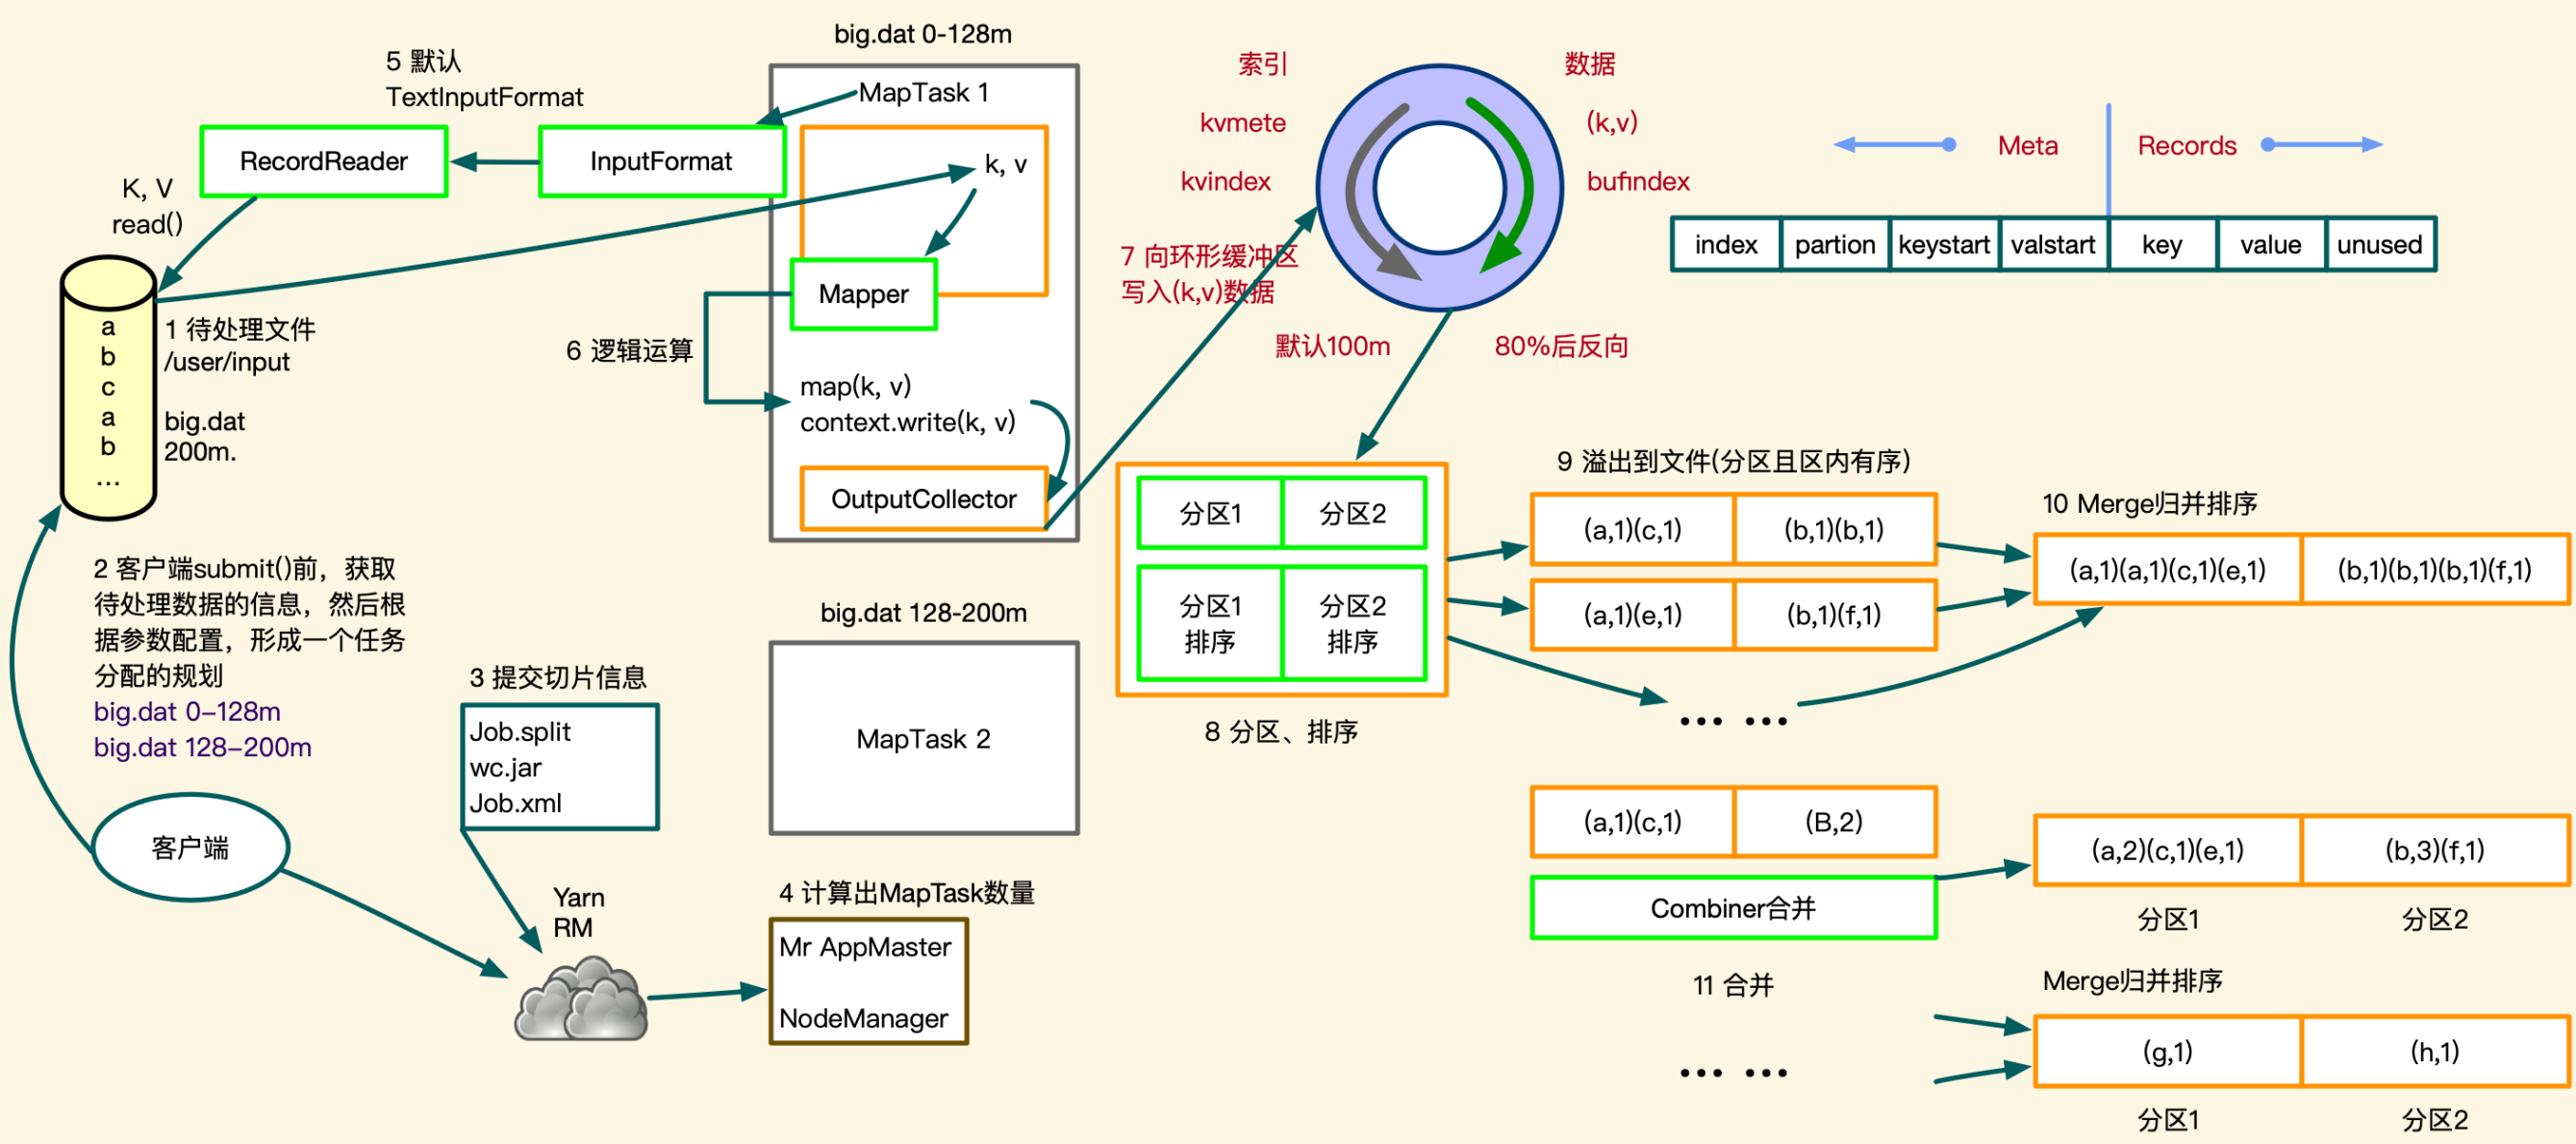 5 默认
TextInputFormat
RecordReader
InputFormat
K, V
read()
a
b
c
a
b
...
1 待处理文件
/user/input
big.dat
200m.
2 客户端submit()前，获取
待处理数据的信息，然后根
据参数配置，形成一个任务
分配的规划
big.dat 0–128m
big.dat 128–200m
客户端
3 提交切片信息
Job.split
wc.jar
Job.xml
Yarn
RM
4 计算出MapTask数量
Mr AppMaster
NodeManager
big.dat 0-128m
MapTask 1
k, v
Mapper
6 逻辑运算
map(k, v)
context.write(k, v)
OutputCollector
big.dat 128-200m
MapTask 2
索引
kvmete
kvindex
数据
(k,v)
bufindex
7 向环形缓冲区
写入(k,v)数据
默认100m
80%后反向
Meta
Records
index
partion
keystart
valstart
key
value
unused
分区1
分区2
分区1
排序
分区2
排序
8 分区、排序
9 溢出到文件(分区且区内有序)
(a,1)(c,1)
(b,1)(b,1)
(a,1)(e,1)
(b,1)(f,1)
... ...
10 Merge归并排序
(a,1)(a,1)(c,1)(e,1)
(b,1)(b,1)(b,1)(f,1)
(a,1)(c,1)
(B,2)
Combiner合并
11 合并
(a,2)(c,1)(e,1)
(b,3)(f,1)
分区1
分区2
... ...
Merge归并排序
(g,1)
(h,1)
分区1
分区2